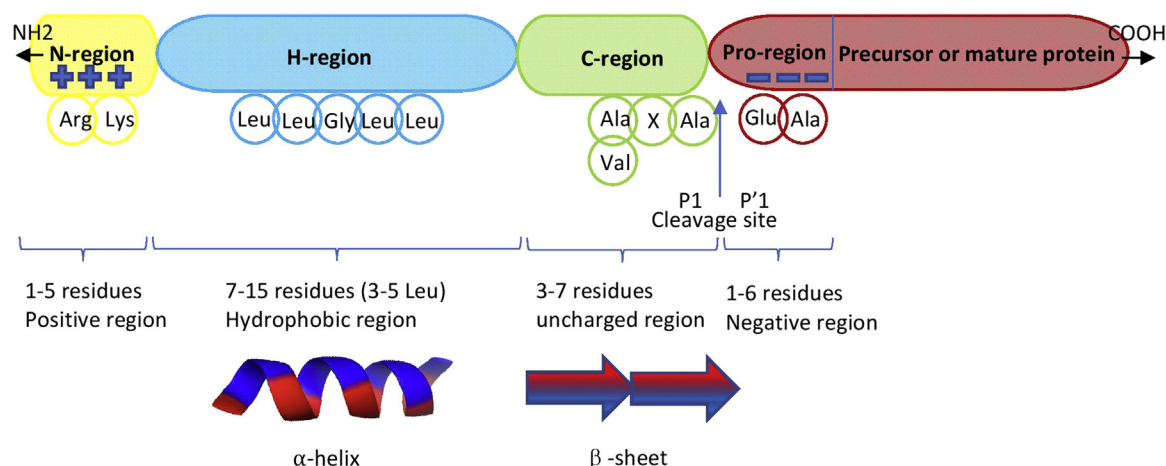 NH2
COOH
N-region
H-region
C-region
Pro-region
Precursor or mature protein
Arg Lys
Leu Leu Gly Leu Leu
Ala X Ala
Val
Glu Ala
P1 P'1
Cleavage site
1-5 residues
Positive region
7-15 residues (3-5 Leu)
Hydrophobic region
3-7 residues
uncharged region
1-6 residues
Negative region
α-helix
β -sheet